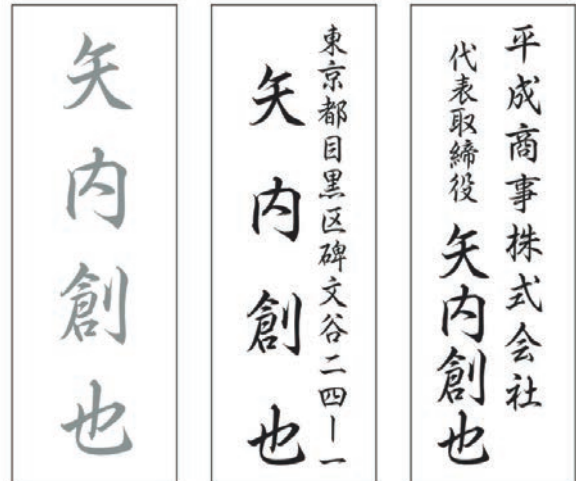 平成商事株式会社
代表取締役 矢内創也
東京都目黒区碑文谷二四ー一
矢内創也
矢内創也